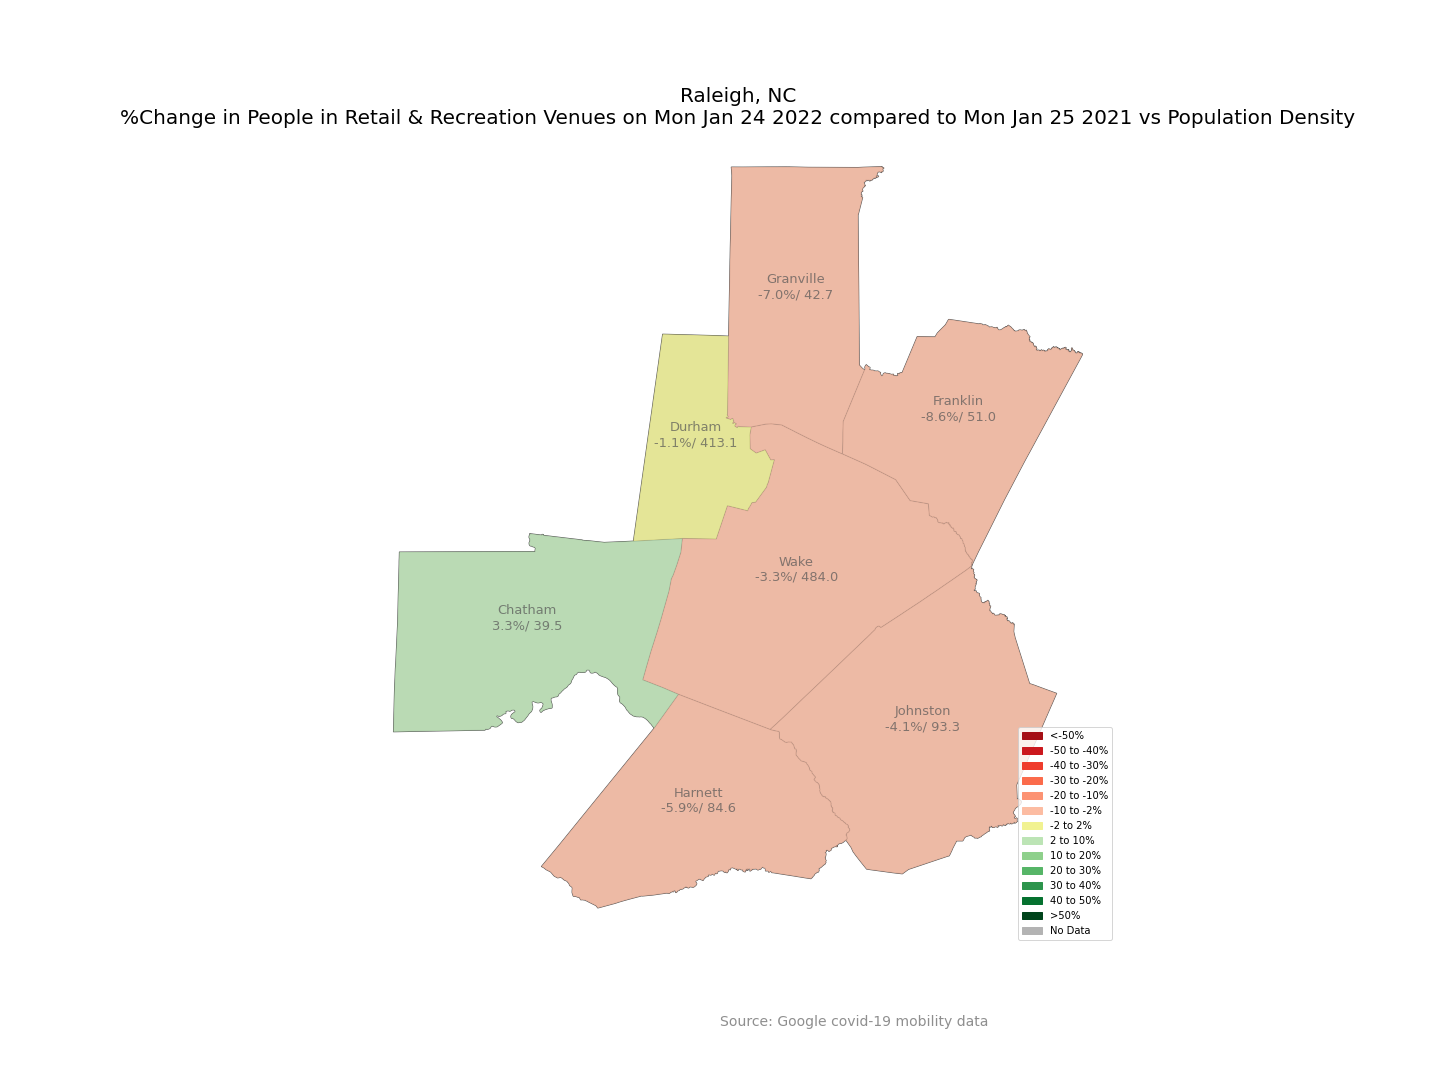 Raleigh, NC
%Change in People in Retail & Recreation Venues on Mon Jan 24 2022 compared to Mon Jan 25 2021 vs Population Density
Granville
-7.0%/ 42.7
Franklin
-8.6%/ 51.0
Durham
-1.1%/ 413.1
Wake
-3.3%/ 484.0
Chatham
3.3%/ 39.5
Johnston
-4.1%/ 93.3
Harnett
-5.9%/ 84.6
<-50%
-50 to -40%
-40 to -30%
-30 to -20%
-20 to -10%
-10 to -2%
-2 to 2%
2 to 10%
10 to 20%
20 to 30%
30 to 40%
40 to 50%
>50%
No Data
Source: Google covid-19 mobility data